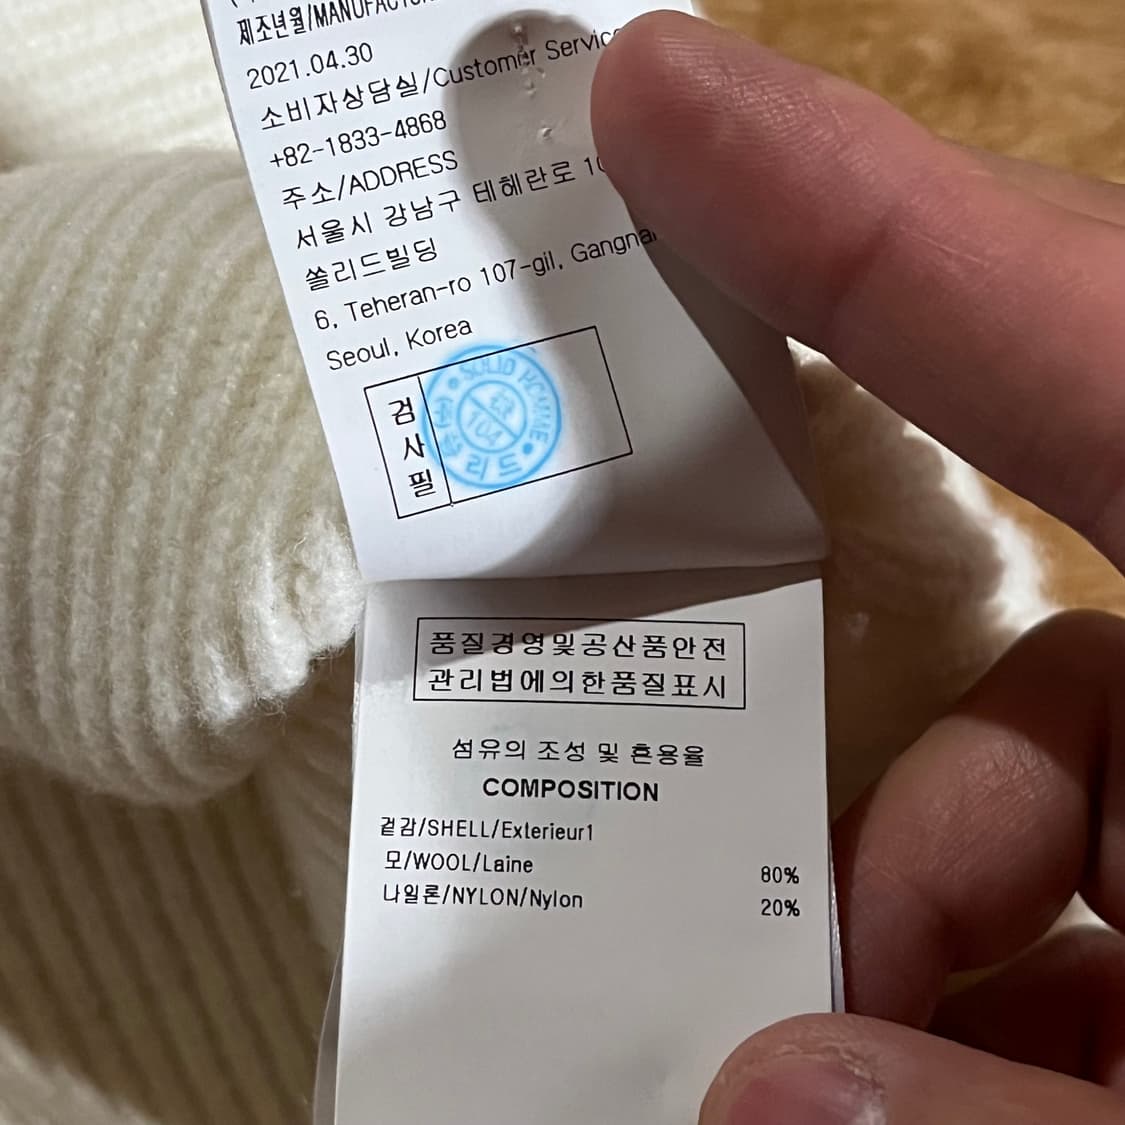 제조년월/MANUFACTUR
2021.04.30
소비자상담실/Customer Service
+82-1833-4868
주소/ADDRESS
서울시 강남구 테헤란로 10
쏠리드빌딩
6, Teheran-ro 107-gil, Gangna
Seoul, Korea
검사필
SOLID HOMME
104
리드
품질경영및공산품안전
관리법에의한품질표시
섬유의 조성 및 혼용율
COMPOSITION
겉감/SHELL/Exterieur1
모/WOOL/Laine 80%
나일론/NYLON/Nylon 20%